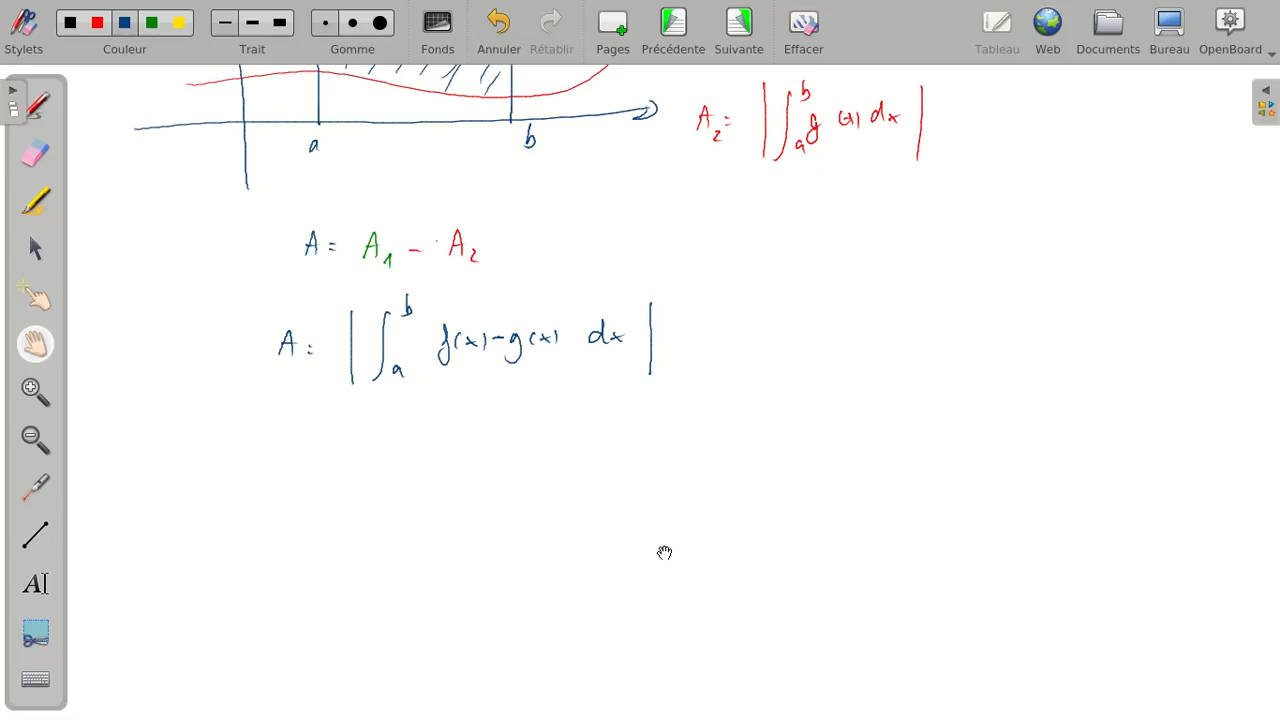 Stylets Couleur Trait Gomme Fonds Annuler Rétablir Pages Précédente Suivante Effacer Tableau Web Documents Bureau OpenBoard
a b
A₂ = | ∫ₐᵇ g(x) dx |
A = A₁ - A₂
A = | ∫ₐᵇ f(x) - g(x) dx |